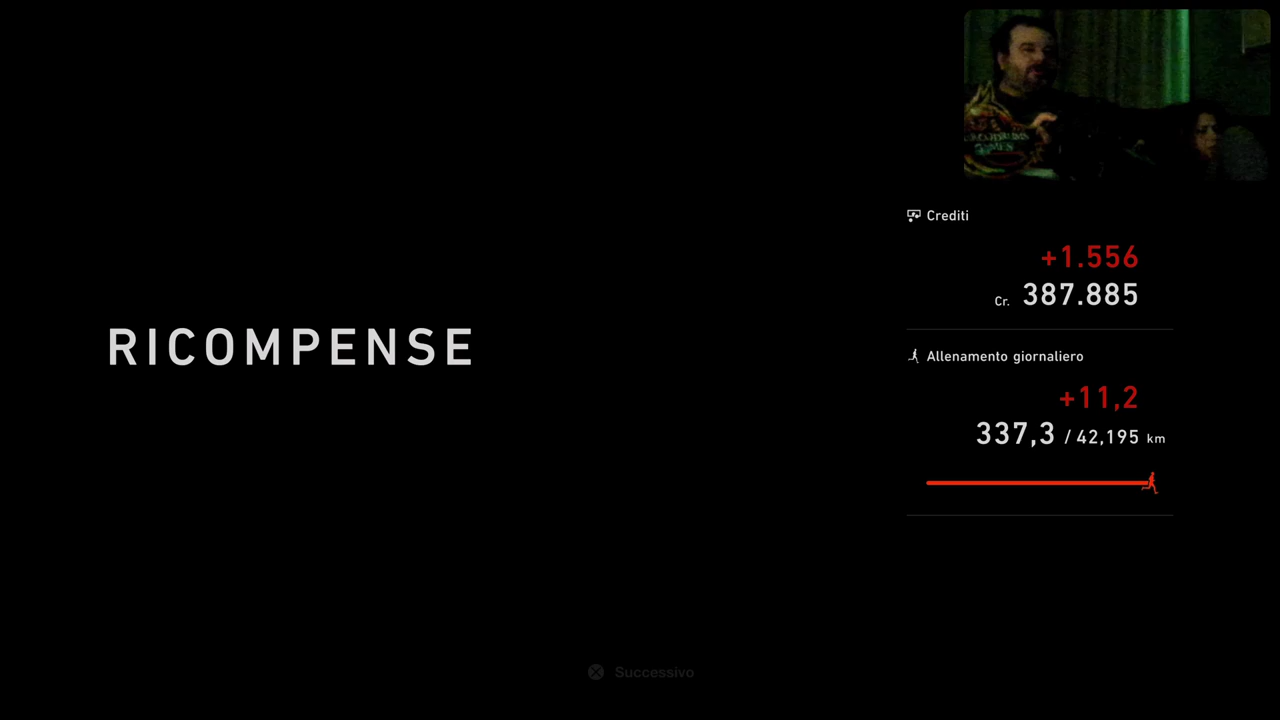 Crediti
+1.556
Cr. 387.885
RICOMPENSE
Allenamento giornaliero
+11,2
337,3 / 42,195 km
Successivo